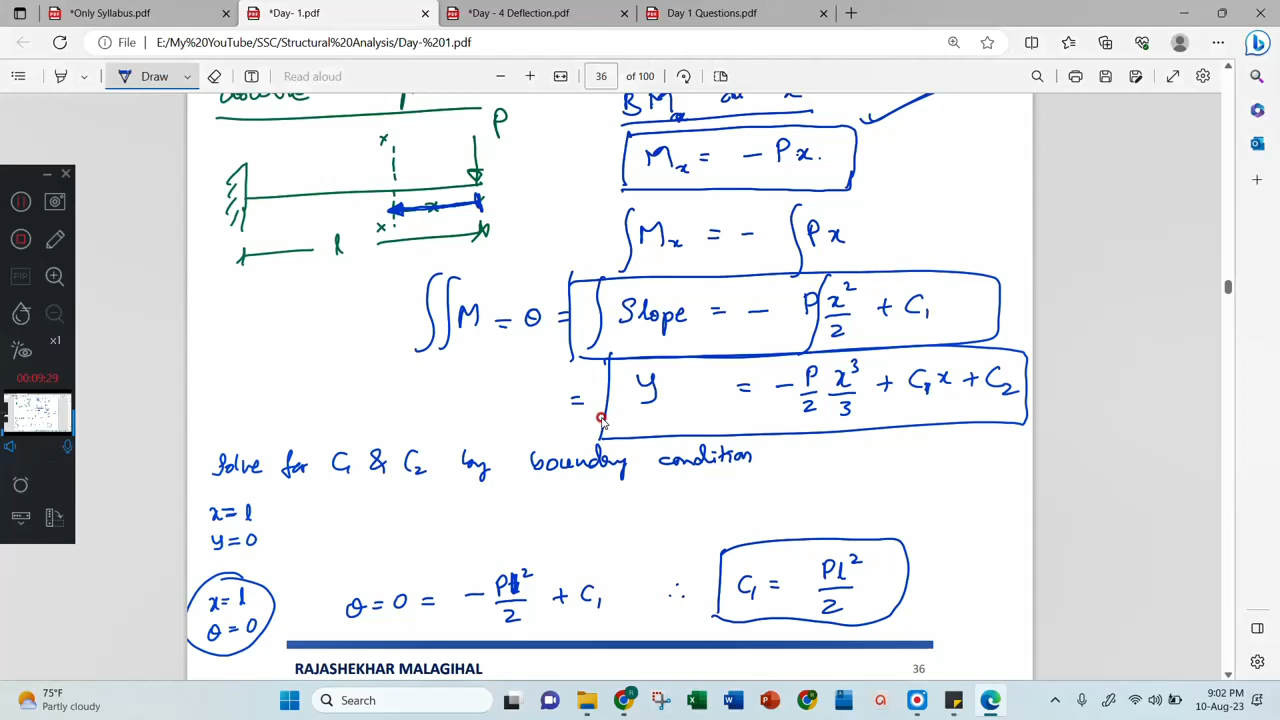 *Only Syllabus.pdf
*Day- 1.pdf
*Day - 4 Deflection.pdf
Day 1 Questions.pdf
File E:/My%20YouTube/SSC/Structural%20Analysis/Day-%201.pdf
Draw Read aloud 36 of 100
P
x
x
x
l
Mx = - Px.
∫Mx = - ∫Px
∫∫M = θ = ∫ Slope = - P∫x²/2 + C1
= ∫ y = - P/2 x³/3 + C1x + C2
Solve for C1 & C2 by boundry condition
x = l
y = 0
x = l
θ = 0
θ = 0 = - Pl²/2 + C1 ∴ C1 = Pl²/2
RAJASHEKHAR MALAGIHAL 36
PIP
x1
00:09:29
75°F
Partly cloudy
Search
9:02 PM
10-Aug-23